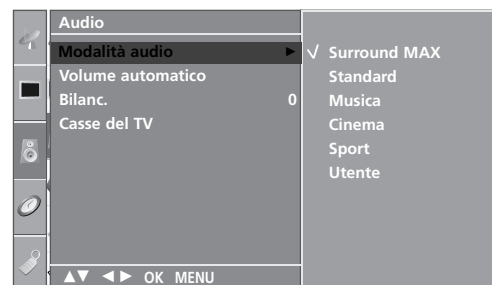 Audio
Modalità audio ► √ Surround MAX
Volume automatico Standard
Bilanc. 0 Musica
Casse del TV Cinema
Sport
Utente
▲▼ ◄► OK MENU